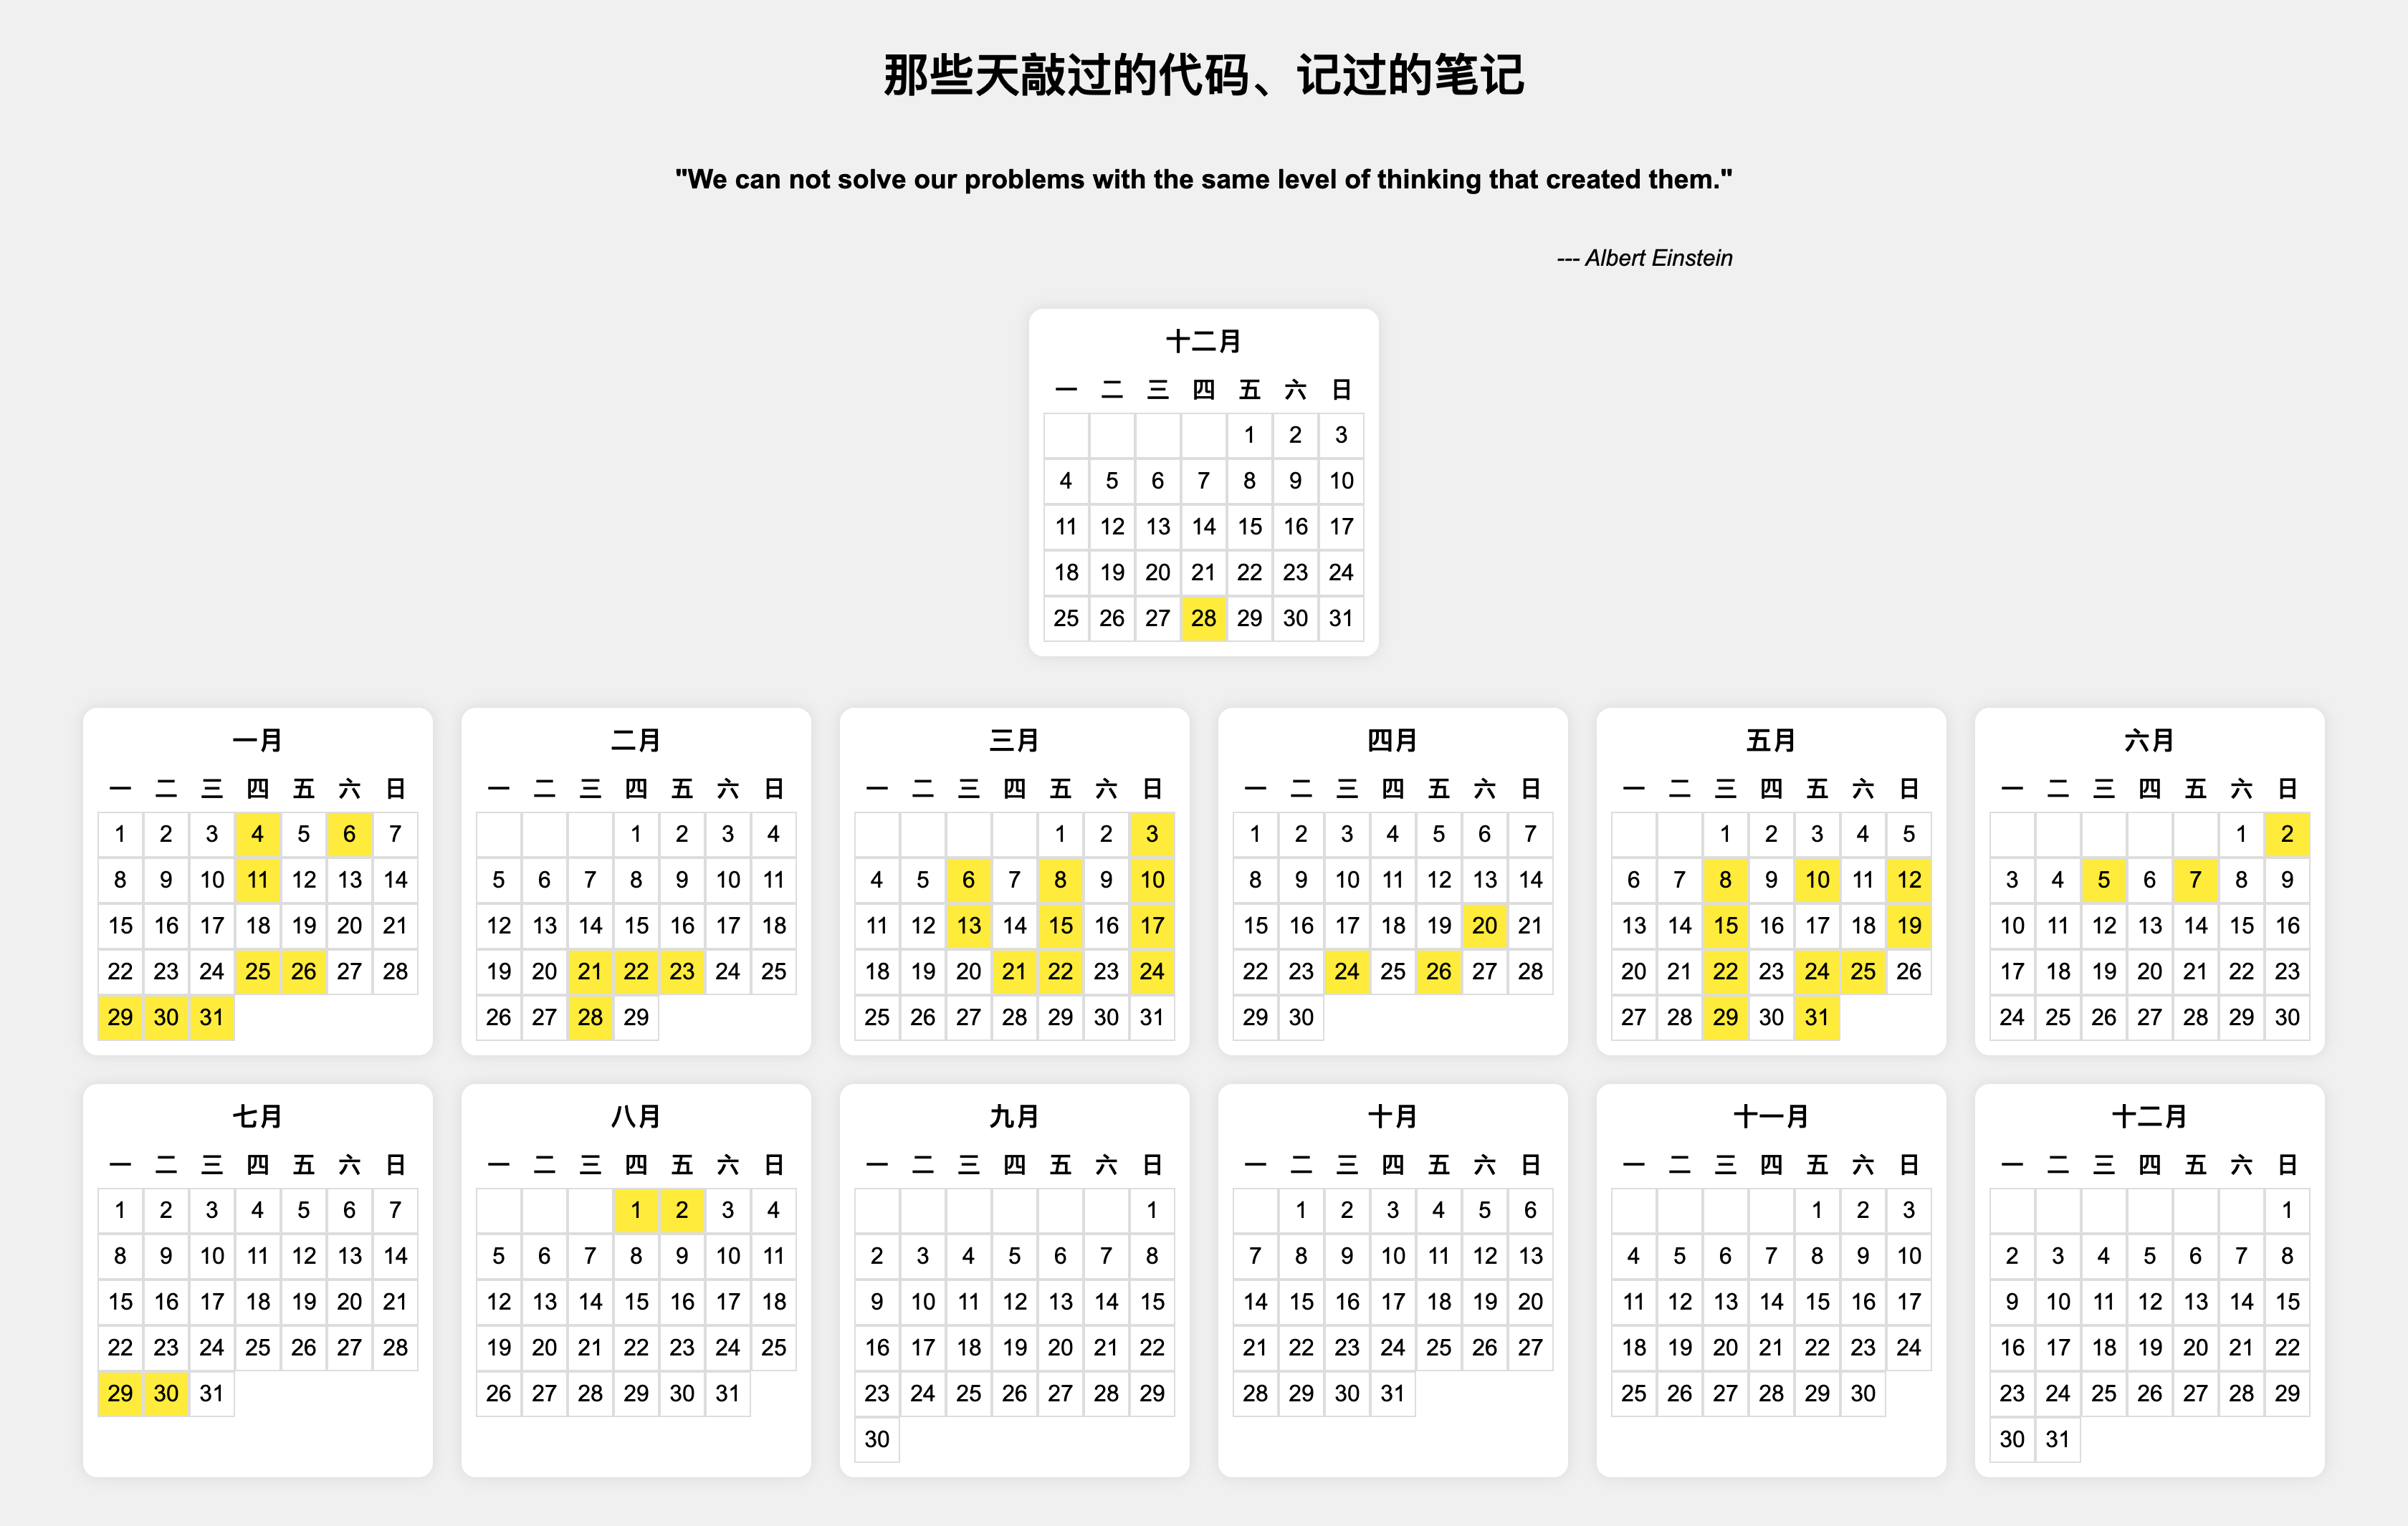 那些天敲过的代码、记过的笔记
"We can not solve our problems with the same level of thinking that created them."
--- Albert Einstein
十二月
一 二 三 四 五 六 日
1 2 3
4 5 6 7 8 9 10
11 12 13 14 15 16 17
18 19 20 21 22 23 24
25 26 27 28 29 30 31
一月
一 二 三 四 五 六 日
1 2 3 4 5 6 7
8 9 10 11 12 13 14
15 16 17 18 19 20 21
22 23 24 25 26 27 28
29 30 31
二月
一 二 三 四 五 六 日
1 2 3 4
5 6 7 8 9 10 11
12 13 14 15 16 17 18
19 20 21 22 23 24 25
26 27 28 29
三月
一 二 三 四 五 六 日
1 2 3
4 5 6 7 8 9 10
11 12 13 14 15 16 17
18 19 20 21 22 23 24
25 26 27 28 29 30 31
四月
一 二 三 四 五 六 日
1 2 3 4 5 6 7
8 9 10 11 12 13 14
15 16 17 18 19 20 21
22 23 24 25 26 27 28
29 30
五月
一 二 三 四 五 六 日
1 2 3 4 5
6 7 8 9 10 11 12
13 14 15 16 17 18 19
20 21 22 23 24 25 26
27 28 29 30 31
六月
一 二 三 四 五 六 日
1 2
3 4 5 6 7 8 9
10 11 12 13 14 15 16
17 18 19 20 21 22 23
24 25 26 27 28 29 30
七月
一 二 三 四 五 六 日
1 2 3 4 5 6 7
8 9 10 11 12 13 14
15 16 17 18 19 20 21
22 23 24 25 26 27 28
29 30 31
八月
一 二 三 四 五 六 日
1 2 3 4
5 6 7 8 9 10 11
12 13 14 15 16 17 18
19 20 21 22 23 24 25
26 27 28 29 30 31
九月
一 二 三 四 五 六 日
1
2 3 4 5 6 7 8
9 10 11 12 13 14 15
16 17 18 19 20 21 22
23 24 25 26 27 28 29
30
十月
一 二 三 四 五 六 日
1 2 3 4 5 6
7 8 9 10 11 12 13
14 15 16 17 18 19 20
21 22 23 24 25 26 27
28 29 30 31
十一月
一 二 三 四 五 六 日
1 2 3
4 5 6 7 8 9 10
11 12 13 14 15 16 17
18 19 20 21 22 23 24
25 26 27 28 29 30
十二月
一 二 三 四 五 六 日
1
2 3 4 5 6 7 8
9 10 11 12 13 14 15
16 17 18 19 20 21 22
23 24 25 26 27 28 29
30 31